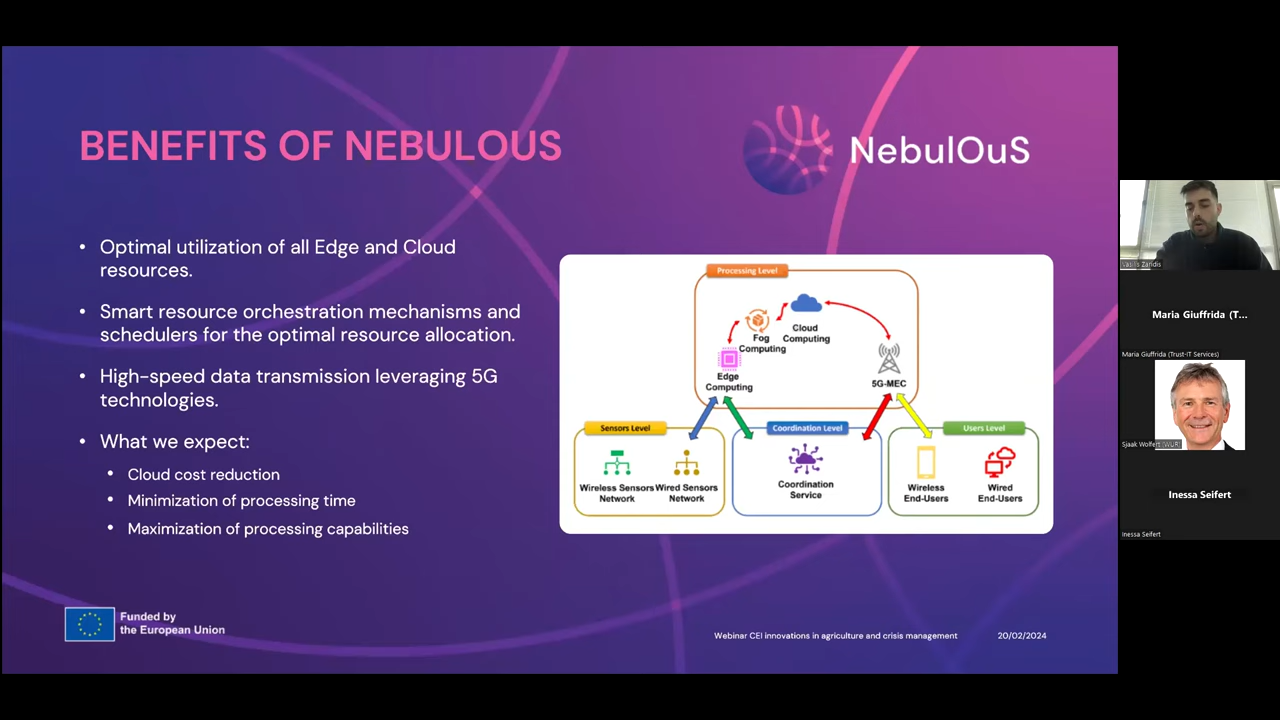 BENEFITS OF NEBULOUS
NebulOuS
• Optimal utilization of all Edge and Cloud
resources.
• Smart resource orchestration mechanisms and
schedulers for the optimal resource allocation.
• High-speed data transmission leveraging 5G
technologies.
• What we expect:
• Cloud cost reduction
• Minimization of processing time
• Maximization of processing capabilities
Processing Level
Fog
Computing
Cloud
Computing
Edge
Computing
5G-MEC
Sensors Level
Wireless Sensors
Network
Wired Sensors
Network
Coordination Level
Coordination
Service
Users Level
Wireless
End-Users
Wired
End-Users
Funded by
the European Union
Webinar CEI innovations in agriculture and crisis management
20/02/2024
Zaridis
Maria Giuffrida (T...
Maria Giuffrida (Trust-IT Services)
Sjaak Wolfert (WUR)
Inessa Seifert
Inessa Seifert